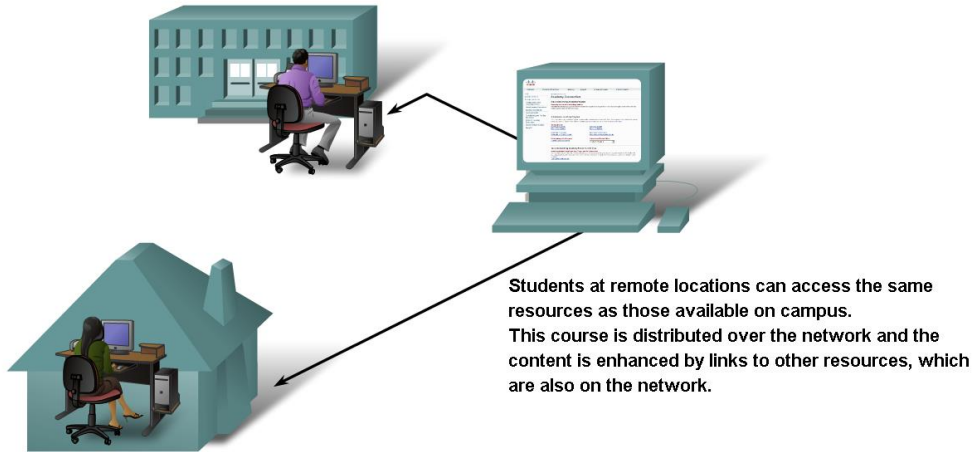 Students at remote locations can access the same
resources as those available on campus.
This course is distributed over the network and the
content is enhanced by links to other resources, which
are also on the network.